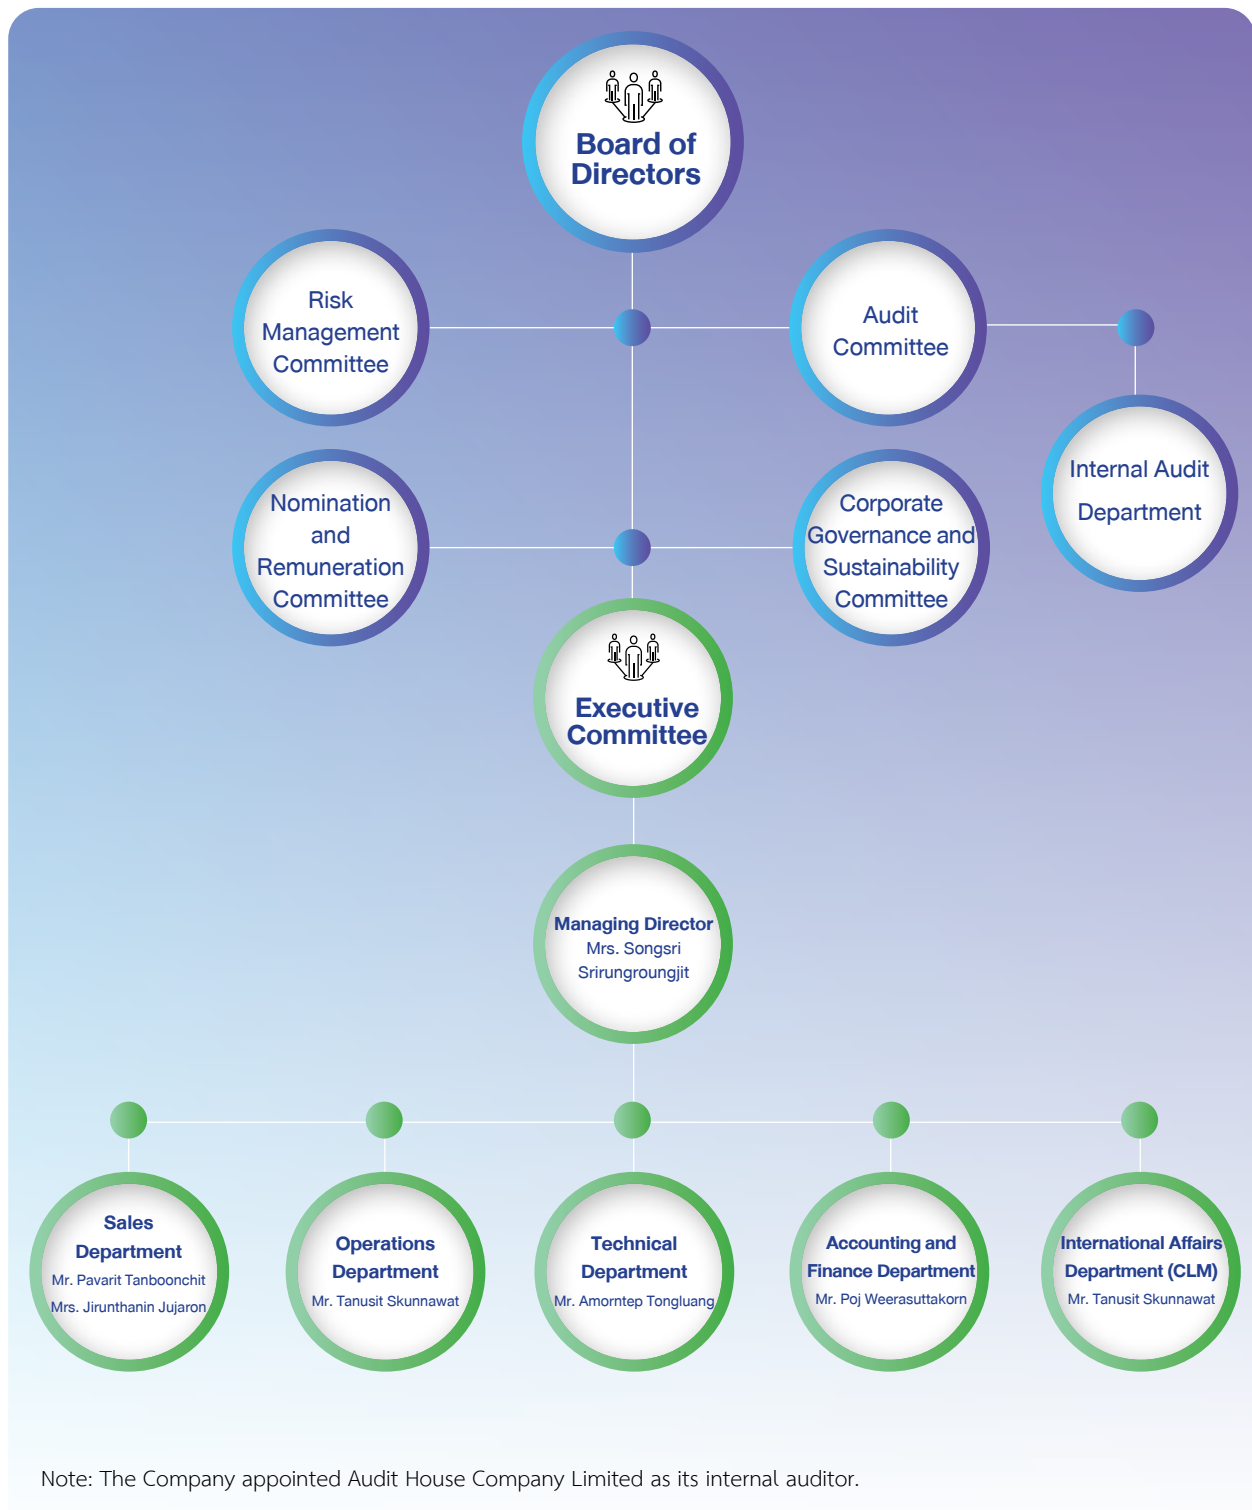 Board of
Directors
Risk
Management
Committee
Audit
Committee
Internal Audit
Department
Nomination
and
Remuneration
Committee
Corporate
Governance and
Sustainability
Committee
Executive
Committee
Managing Director
Mrs. Songsri
Srirungroungjit
Sales
Department
Mr. Pavarit Tanboonchit
Mrs. Jirunthanin Jujaron
Operations
Department
Mr. Tanusit Skunnawat
Technical
Department
Mr. Amorntep Tongluang
Accounting and
Finance Department
Mr. Poj Weerasuttakorn
International Affairs
Department (CLM)
Mr. Tanusit Skunnawat
Note: The Company appointed Audit House Company Limited as its internal auditor.